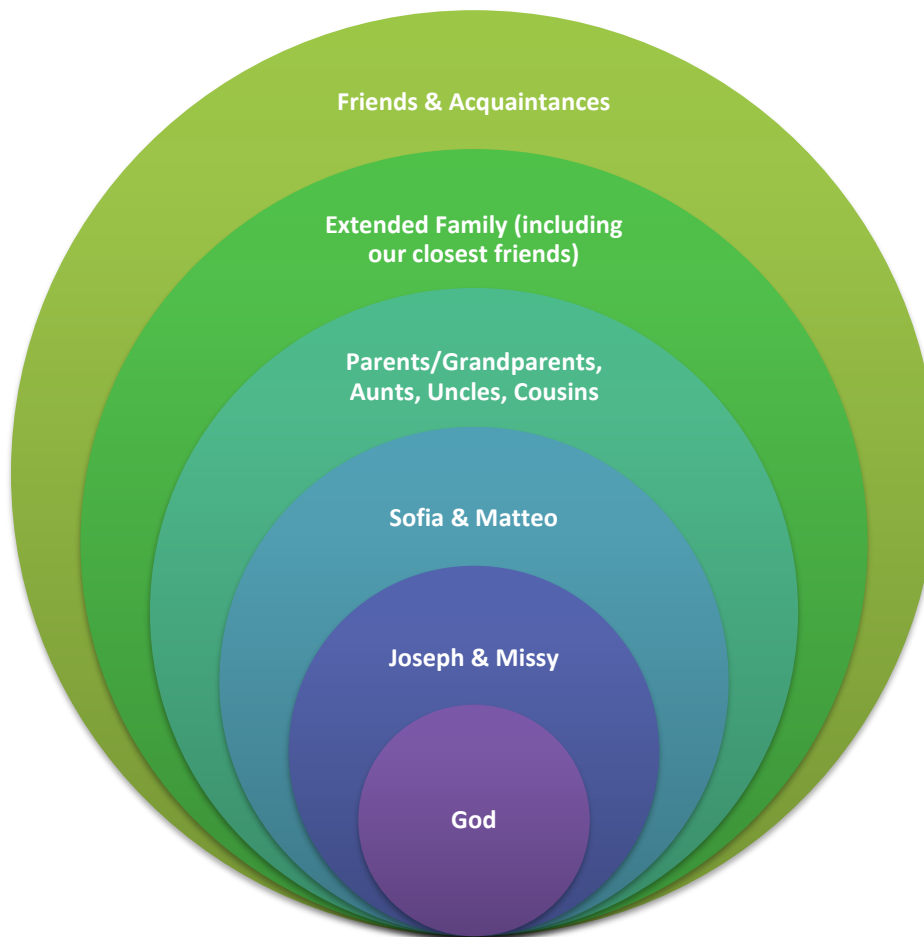 Friends & Acquaintances
Extended Family (including
our closest friends)
Parents/Grandparents,
Aunts, Uncles, Cousins
Sofia & Matteo
Joseph & Missy
God